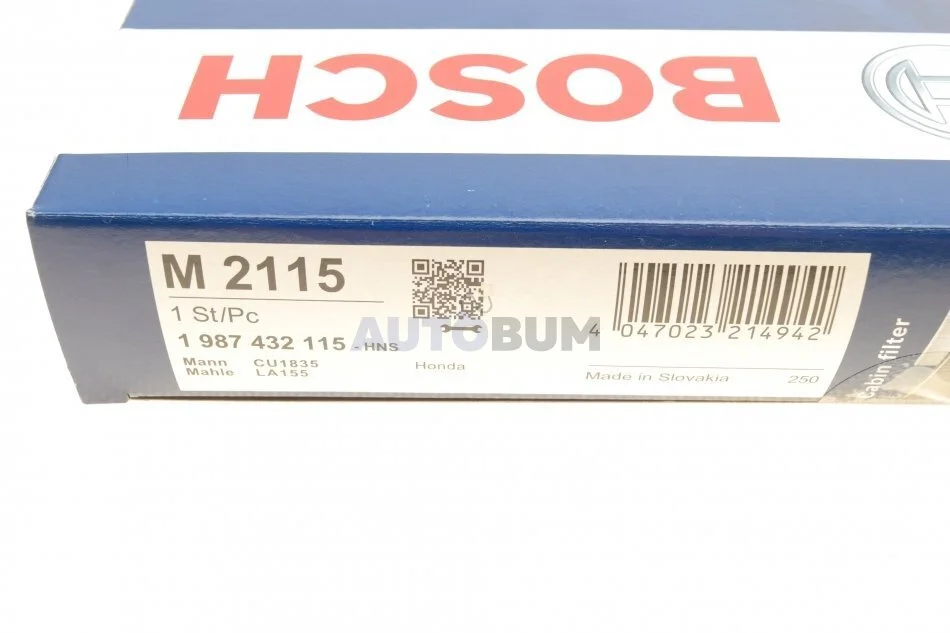 BOSCH
M 2115
1 St/Pc
1 987 432 115 - HNS
Mann CU1835
Mahle LA155
Honda
4 047023 214942
Made in Slovakia 250
Cabin filter
AUTOBUM